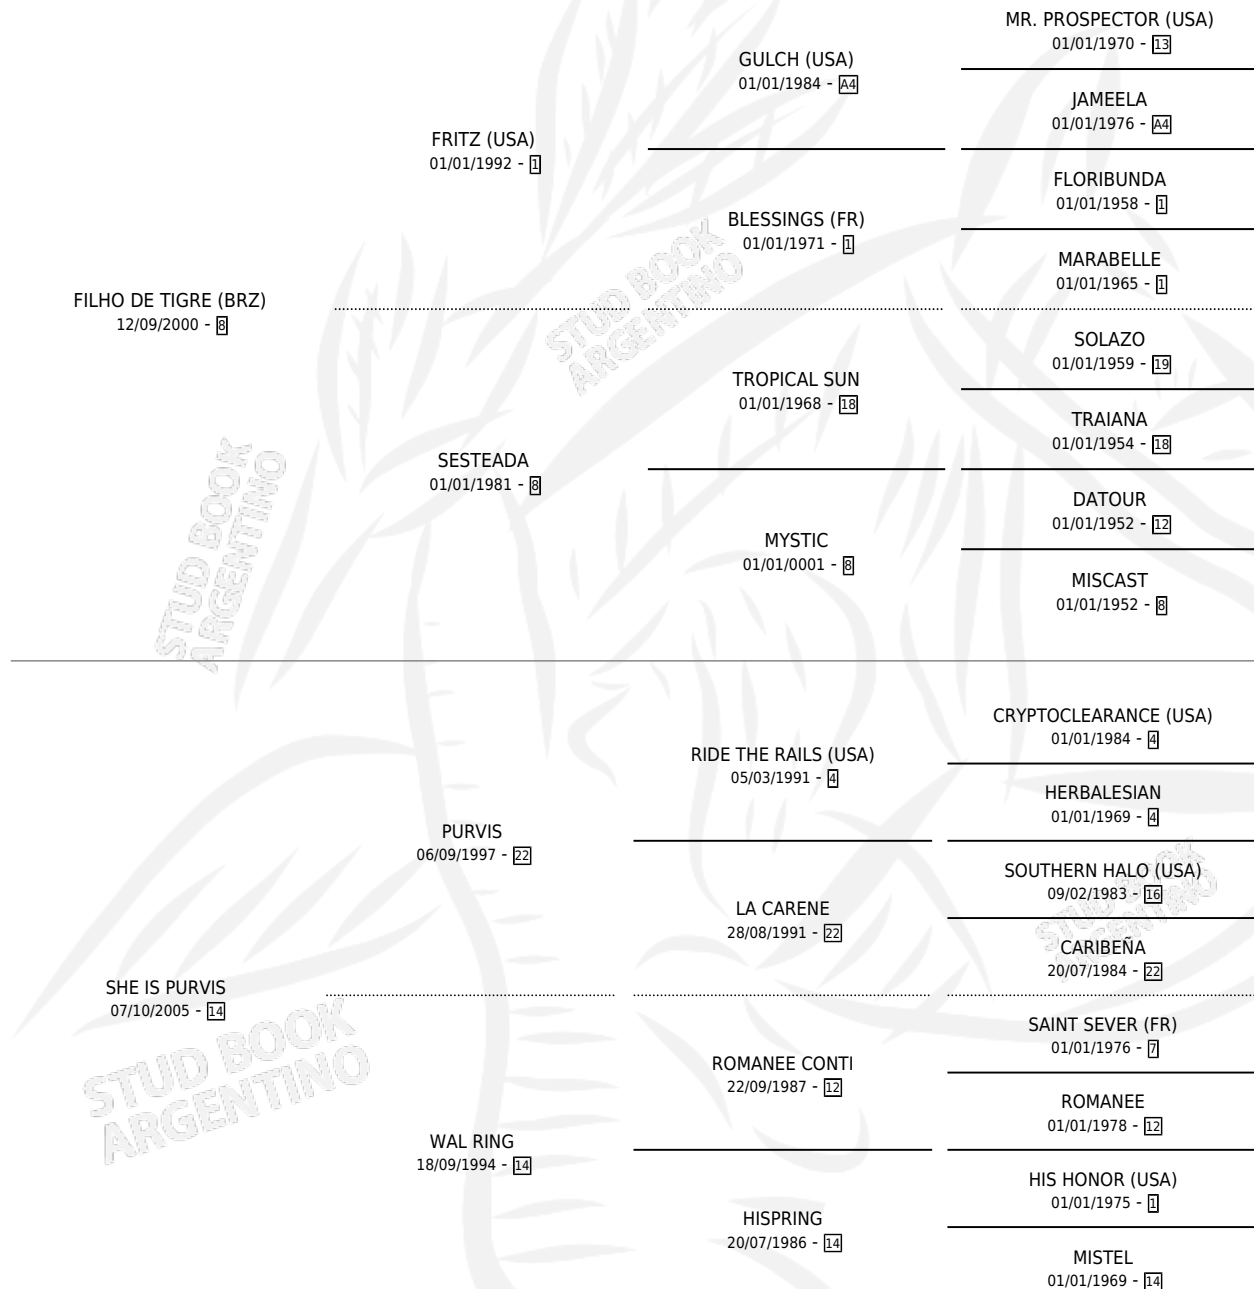 MR. PROSPECTOR (USA)
01/01/1970 - 13
GULCH (USA)
01/01/1984 - A4
JAMEELA
01/01/1976 - A4
FRITZ (USA)
01/01/1992 - 1
FLORIBUNDA
01/01/1958 - 1
BLESSINGS (FR)
01/01/1971 - 1
MARABELLE
01/01/1965 - 1
FILHO DE TIGRE (BRZ)
12/09/2000 - 8
SOLAZO
01/01/1959 - 19
TROPICAL SUN
01/01/1968 - 18
TRAIANA
01/01/1954 - 18
SESTEADA
01/01/1981 - 8
DATOUR
01/01/1952 - 12
MYSTIC
01/01/0001 - 8
MISCAST
01/01/1952 - 8
CRYPTOCLEARANCE (USA)
01/01/1984 - 4
RIDE THE RAILS (USA)
05/03/1991 - 4
HERBALESIAN
01/01/1969 - 4
PURVIS
06/09/1997 - 22
SOUTHERN HALO (USA)
09/02/1983 - 16
LA CARENE
28/08/1991 - 22
CARIBEÑA
20/07/1984 - 22
SHE IS PURVIS
07/10/2005 - 14
SAINT SEVER (FR)
01/01/1976 - 7
ROMANEE CONTI
22/09/1987 - 12
ROMANEE
01/01/1978 - 12
WAL RING
18/09/1994 - 14
HIS HONOR (USA)
01/01/1975 - 1
HISPRING
20/07/1986 - 14
MISTEL
01/01/1969 - 14
STUD BOOK
ARGENTINO
STUD BOOK
ARGENTINO
STUD BOOK
ARGENTINO
STUD BOOK
ARGENTINO